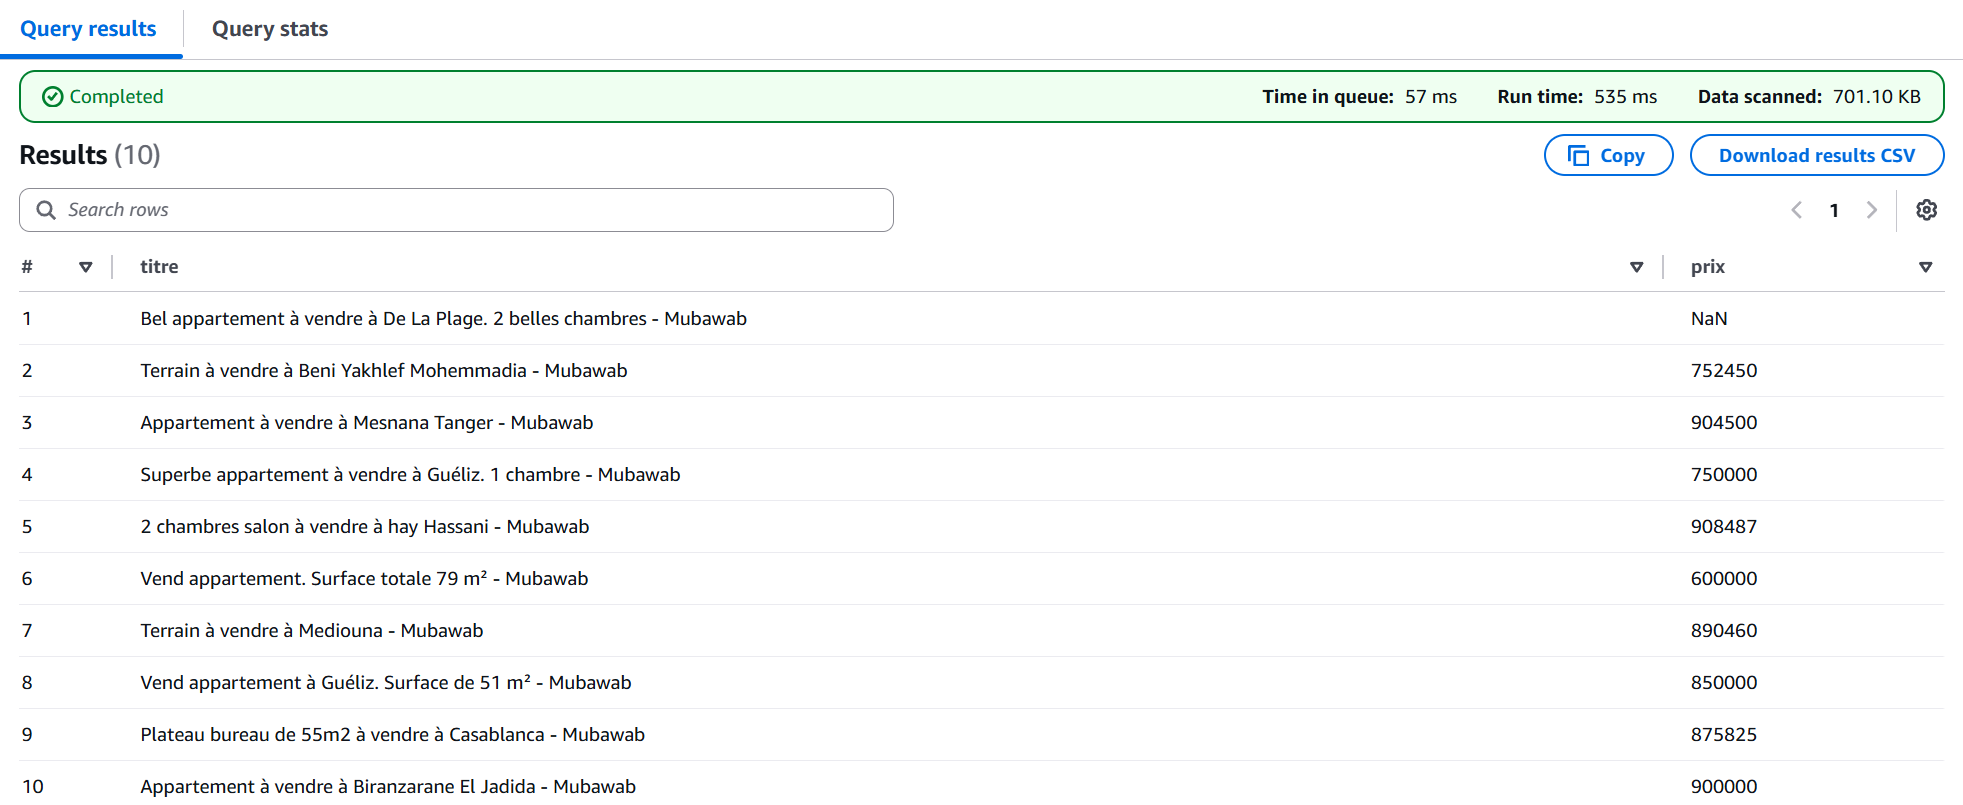 Query results Query stats
Completed Time in queue: 57 ms Run time: 535 ms Data scanned: 701.10 KB
Results (10) Copy Download results CSV
Search rows 1
# titre prix
1 Bel appartement à vendre à De La Plage. 2 belles chambres - Mubawab NaN
2 Terrain à vendre à Beni Yakhlef Mohemmadia - Mubawab 752450
3 Appartement à vendre à Mesnana Tanger - Mubawab 904500
4 Superbe appartement à vendre à Guéliz. 1 chambre - Mubawab 750000
5 2 chambres salon à vendre à hay Hassani - Mubawab 908487
6 Vend appartement. Surface totale 79 m² - Mubawab 600000
7 Terrain à vendre à Mediouna - Mubawab 890460
8 Vend appartement à Guéliz. Surface de 51 m² - Mubawab 850000
9 Plateau bureau de 55m2 à vendre à Casablanca - Mubawab 875825
10 Appartement à vendre à Biranzarane El Jadida - Mubawab 900000